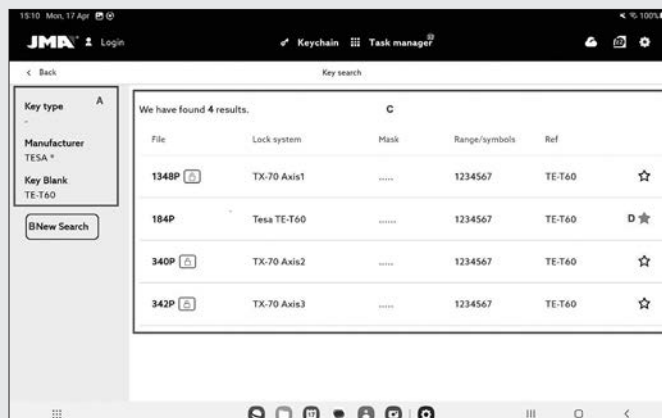 15:10 Mon, 17 Apr 100%
JMA Login Keychain Task manager
< Back Key search
Key type A
-
Manufacturer
TESA *
Key Blank
TE-T60
BNew Search
We have found 4 results. C
File Lock system Mask Range/symbols Ref
1348P TX-70 Axis1 ..... 1234567 TE-T60
184P Tesa TE-T60 ...... 1234567 TE-T60 D
340P TX-70 Axis2 ..... 1234567 TE-T60
342P TX-70 Axis3 ..... 1234567 TE-T60
17